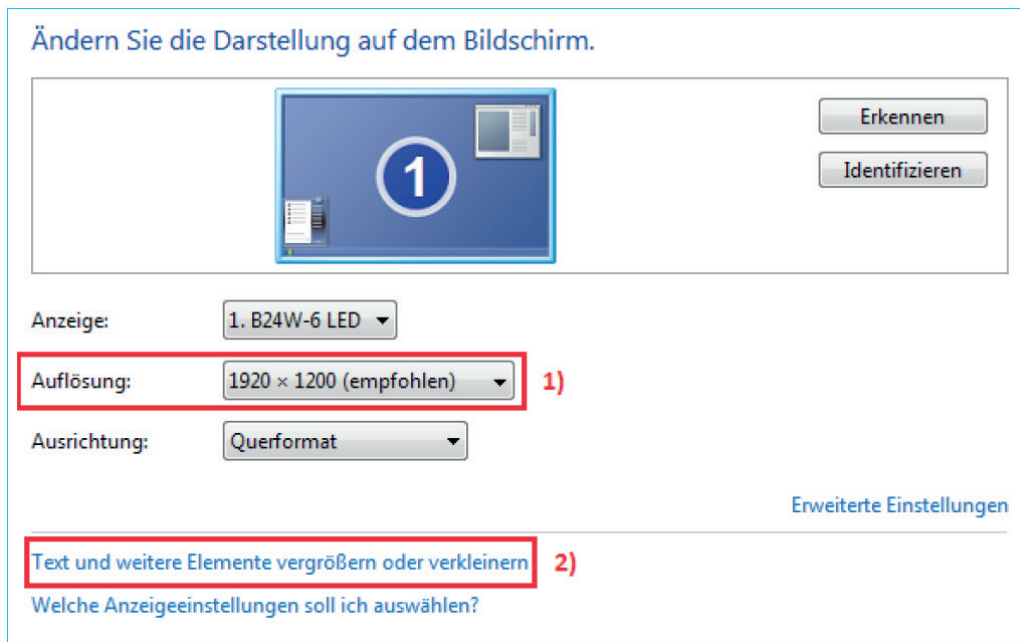 Ändern Sie die Darstellung auf dem Bildschirm.
1
Erkennen
Identifizieren
Anzeige: 1. B24W-6 LED
Auflösung: 1920 × 1200 (empfohlen) 1)
Ausrichtung: Querformat
Erweiterte Einstellungen
Text und weitere Elemente vergrößern oder verkleinern 2)
Welche Anzeigeeinstellungen soll ich auswählen?